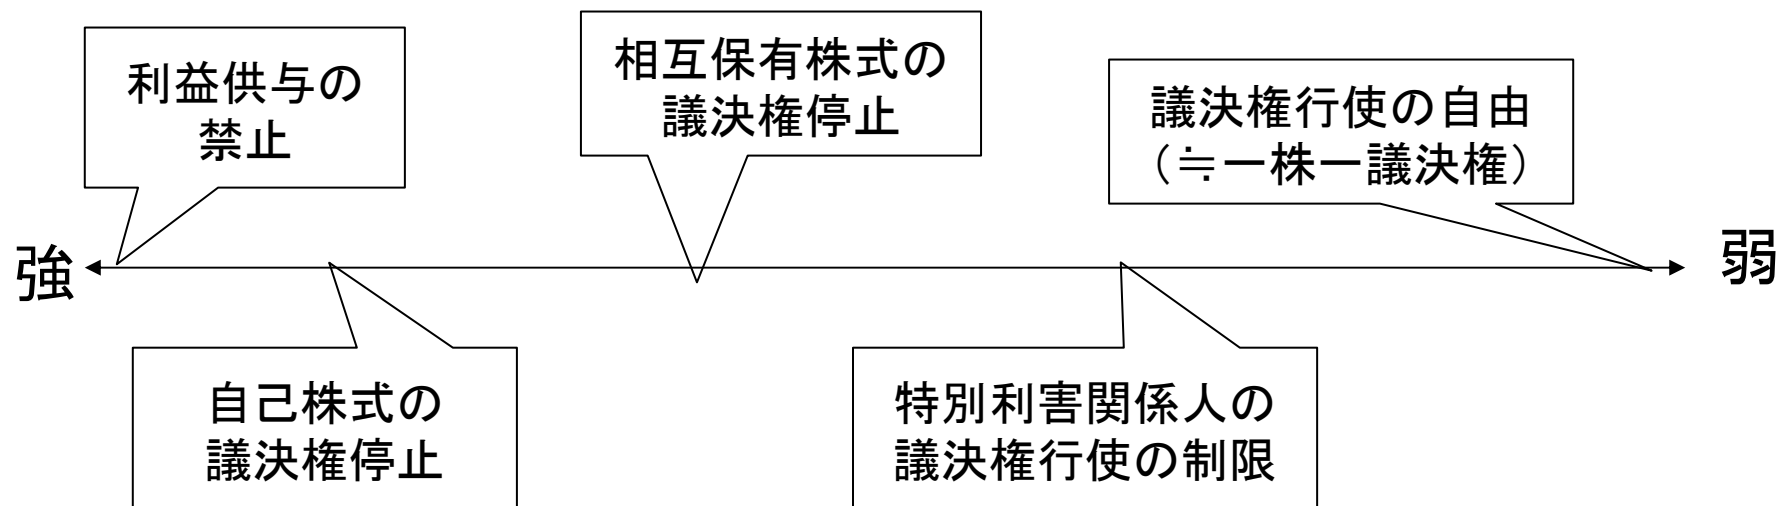 利益供与の
禁止
相互保有株式の
議決権停止
議決権行使の自由
（≒一株一議決権）
強
弱
自己株式の
議決権停止
特別利害関係人の
議決権行使の制限